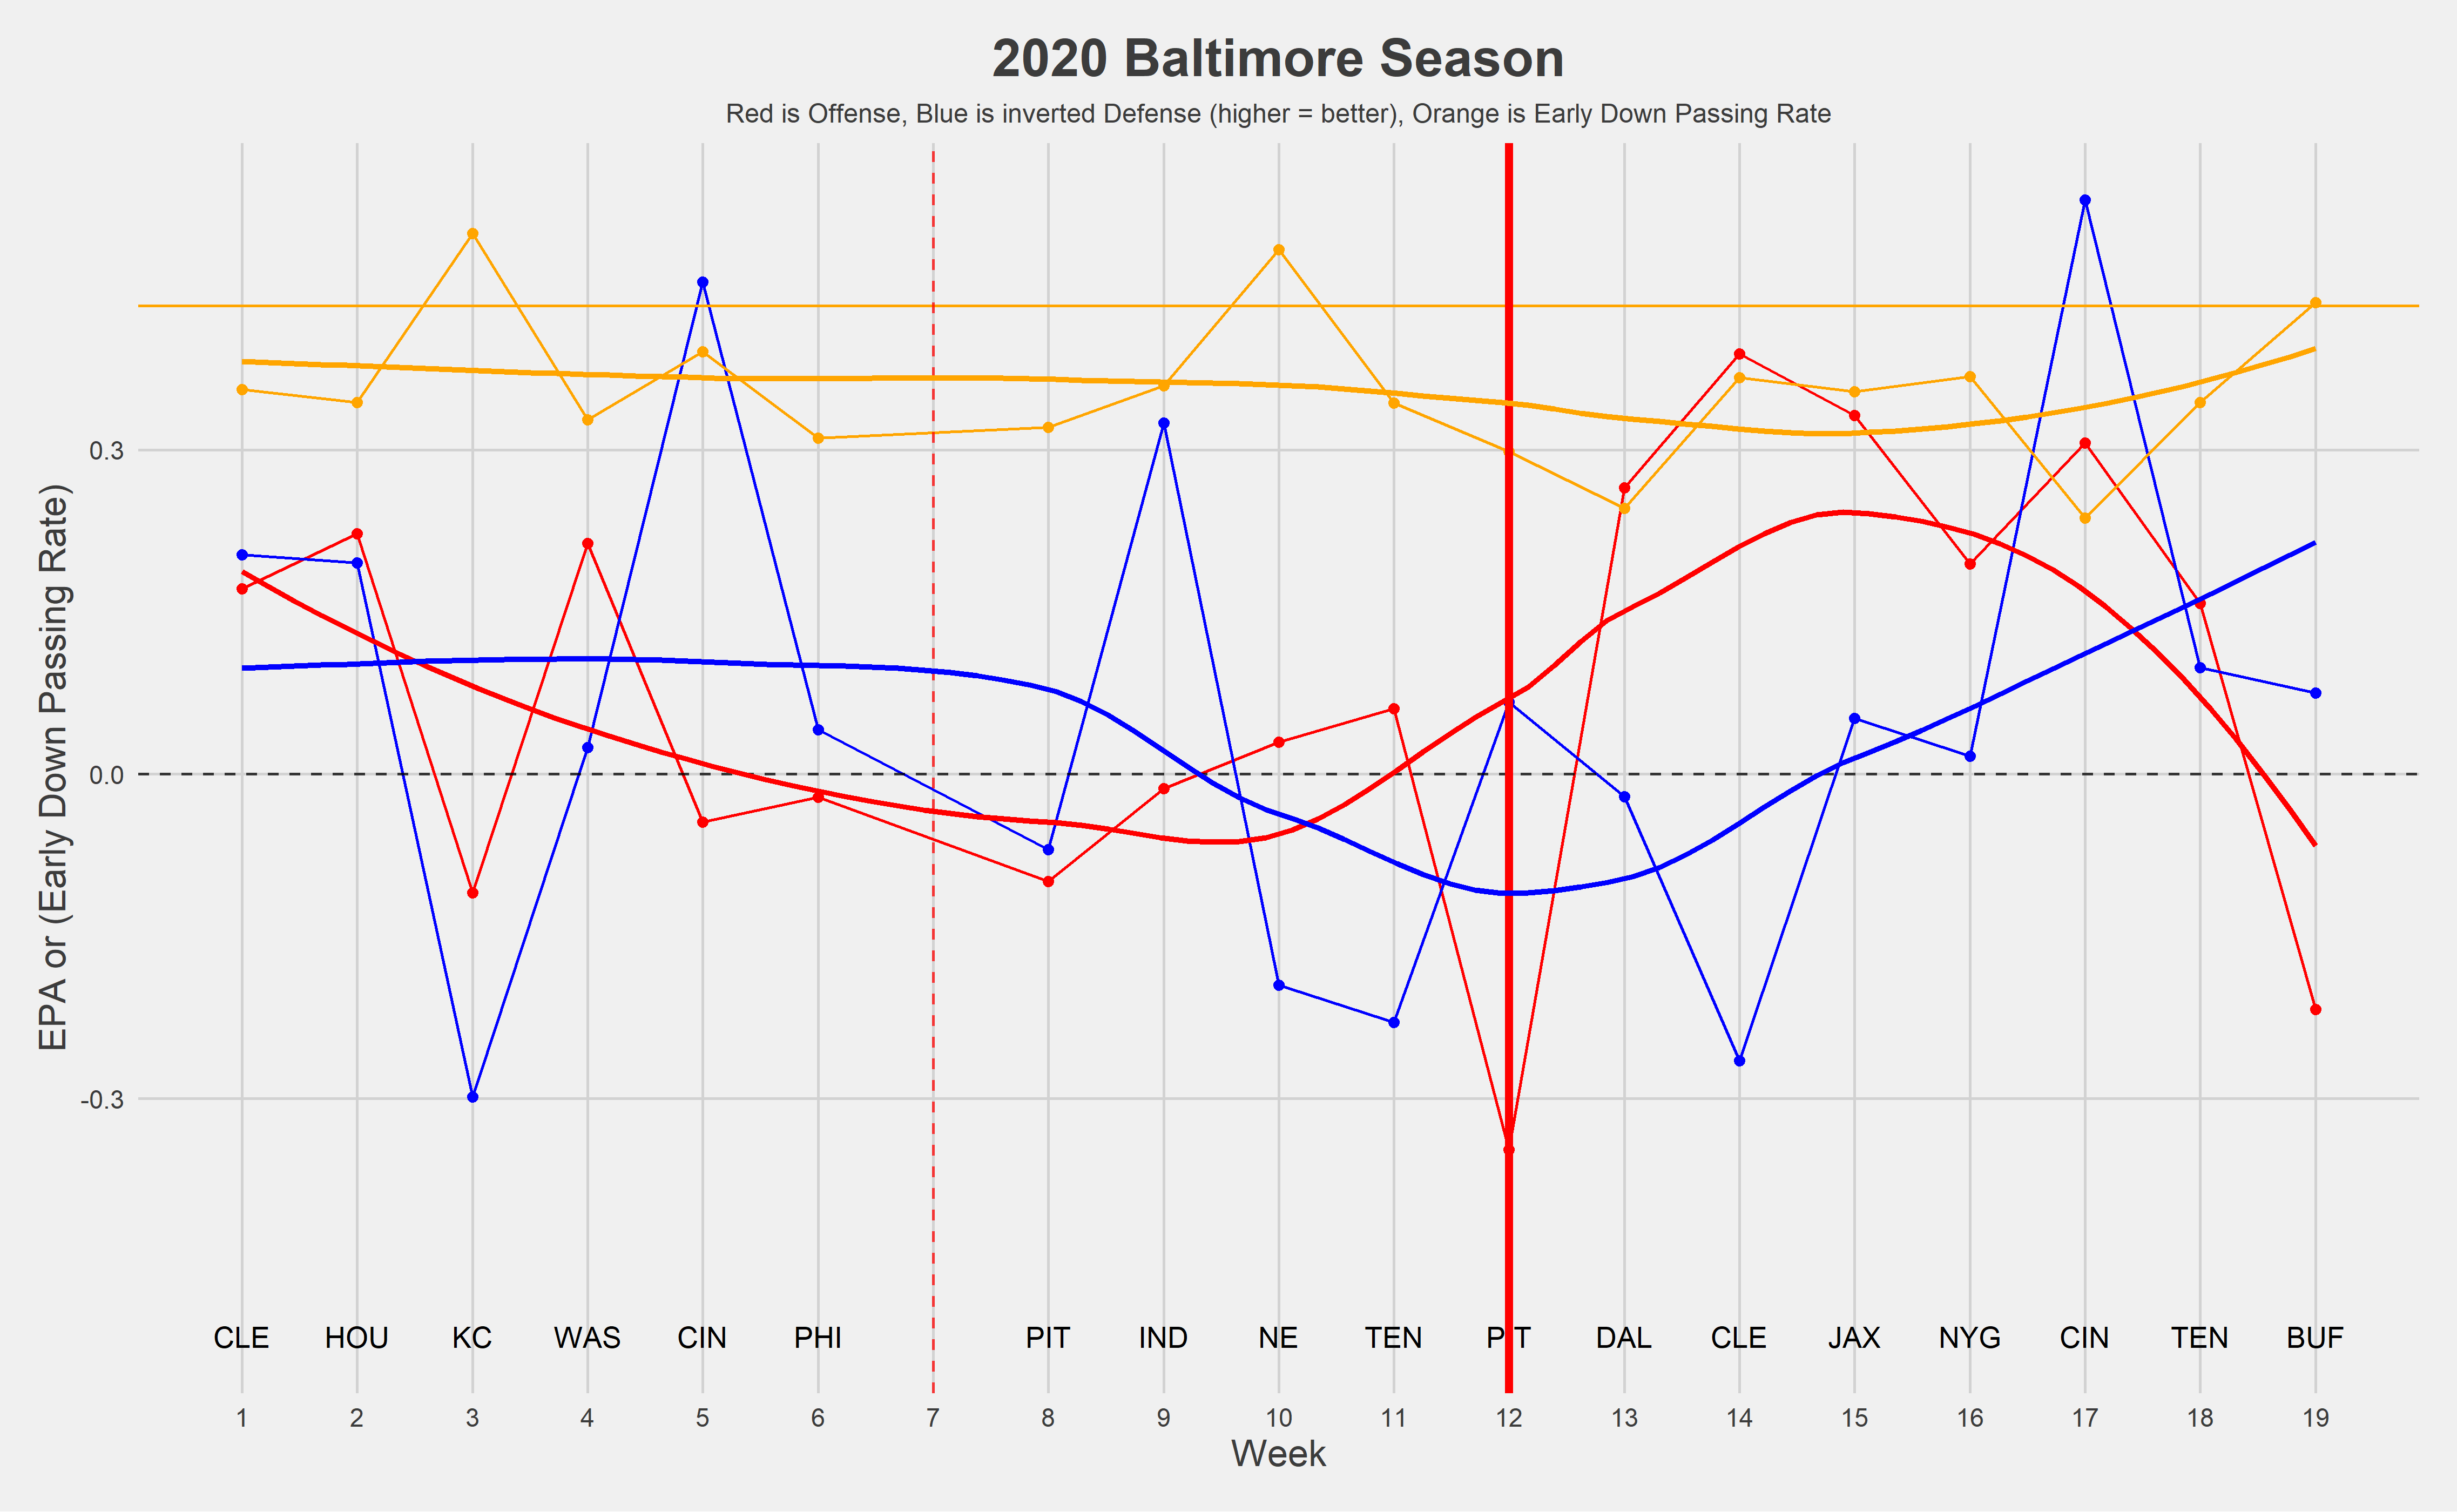 2020 Baltimore Season
Red is Offense, Blue is inverted Defense (higher = better), Orange is Early Down Passing Rate
EPA or (Early Down Passing Rate)
0.3
0.0
-0.3
CLE HOU KC WAS CIN PHI PIT IND NE TEN PIT DAL CLE JAX NYG CIN TEN BUF
1 2 3 4 5 6 7 8 9 10 11 12 13 14 15 16 17 18 19
Week